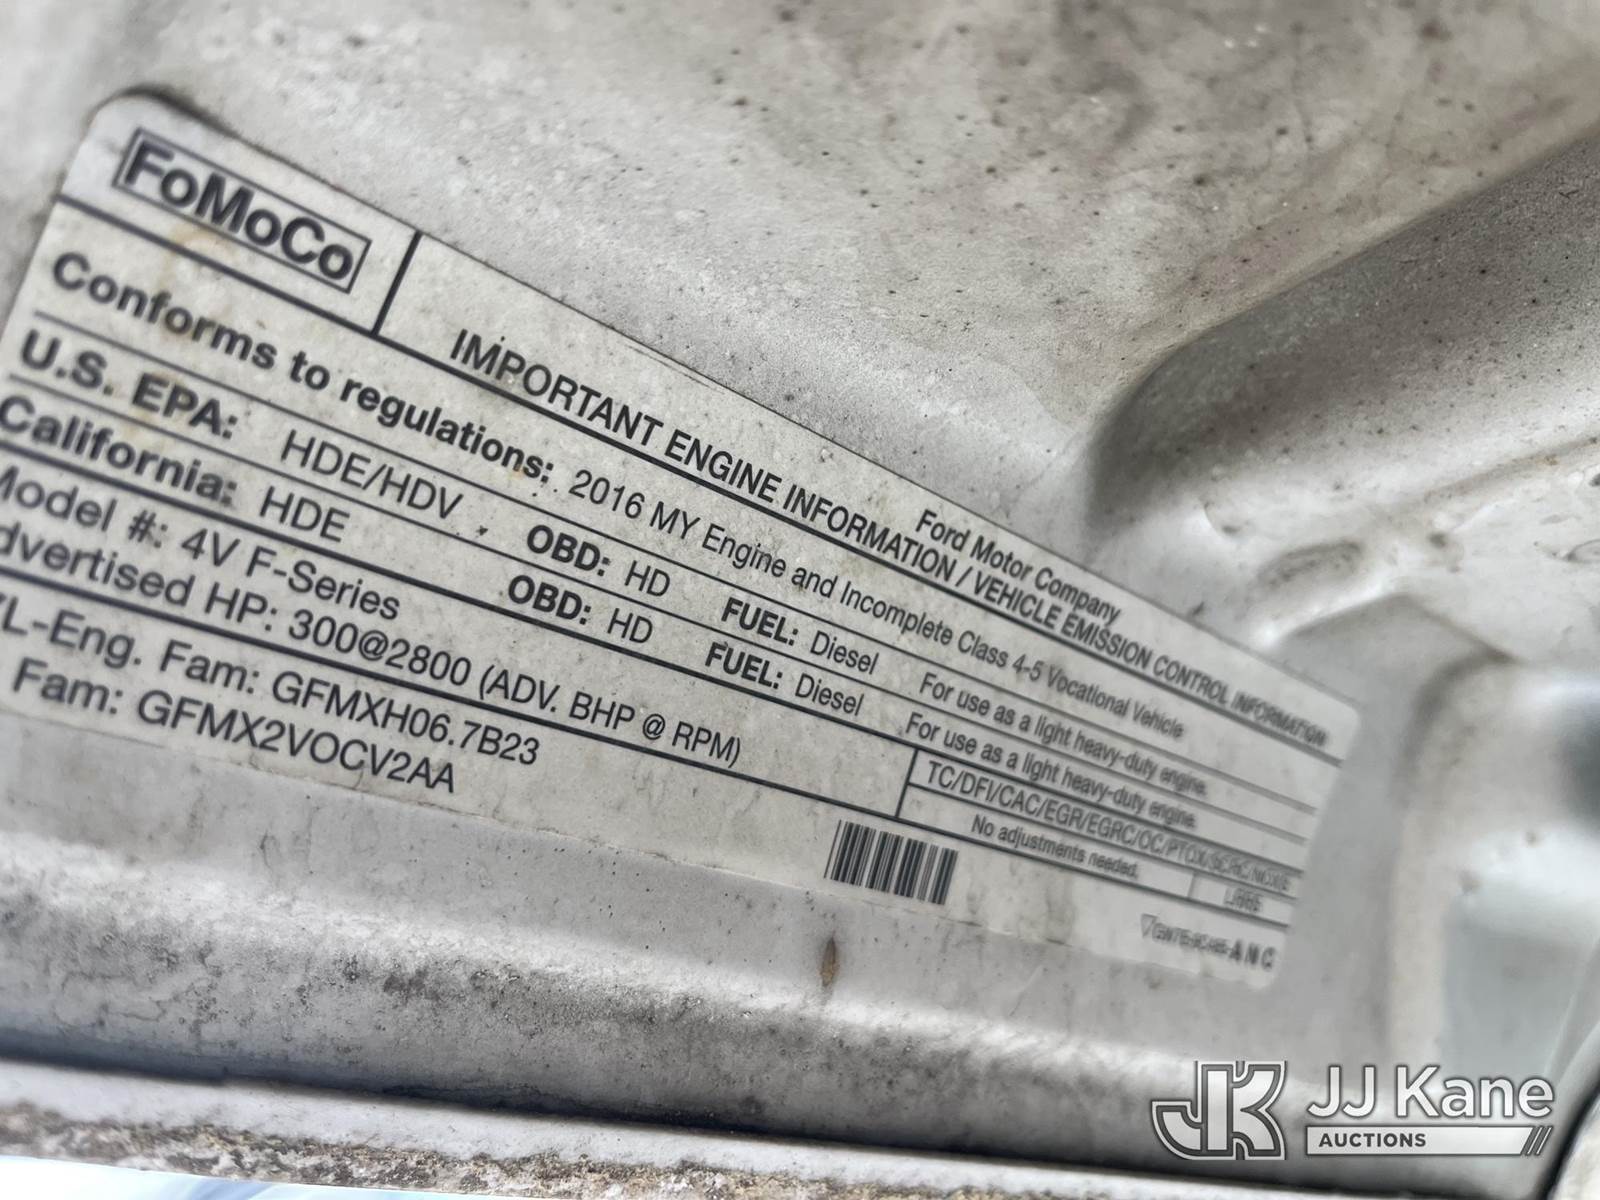 FoMoCo
Ford Motor Company
IMPORTANT ENGINE INFORMATION / VEHICLE EMISSION CONTROL INFORMATION
Conforms to regulations: 2016 MY Engine and Incomplete Class 4-5 Vocational Vehicle
U.S. EPA: HDE/HDV OBD: HD FUEL: Diesel For use as a light heavy-duty engine.
California: HDE OBD: HD FUEL: Diesel For use as a light heavy-duty engine.
Model #: 4V F-Series TC/DFI/CAC/EGR/EGRC/OC/PTOX/SCRC/NOXS
dvertised HP: 300@2800 (ADV. BHP @ RPM) No adjustments needed.
7L-Eng. Fam: GFMXH06.7B23
Fam: GFMX2VOCV2AA
ANC
JK JJ Kane
AUCTIONS